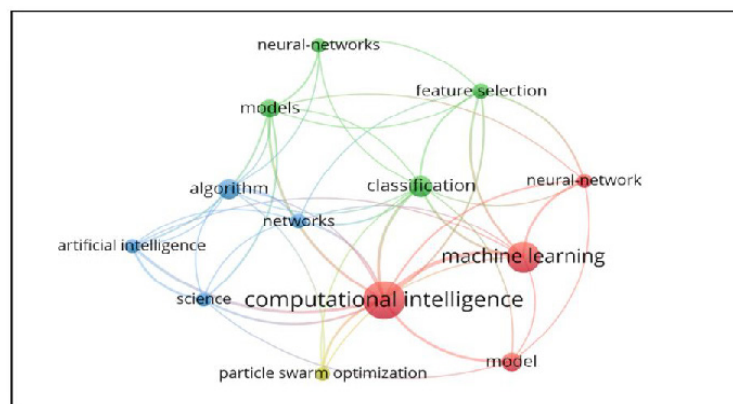 neural-networks
feature selection
models
neural-network
classification
algorithm
networks
artificial intelligence
machine learning
science
computational intelligence
model
particle swarm optimization